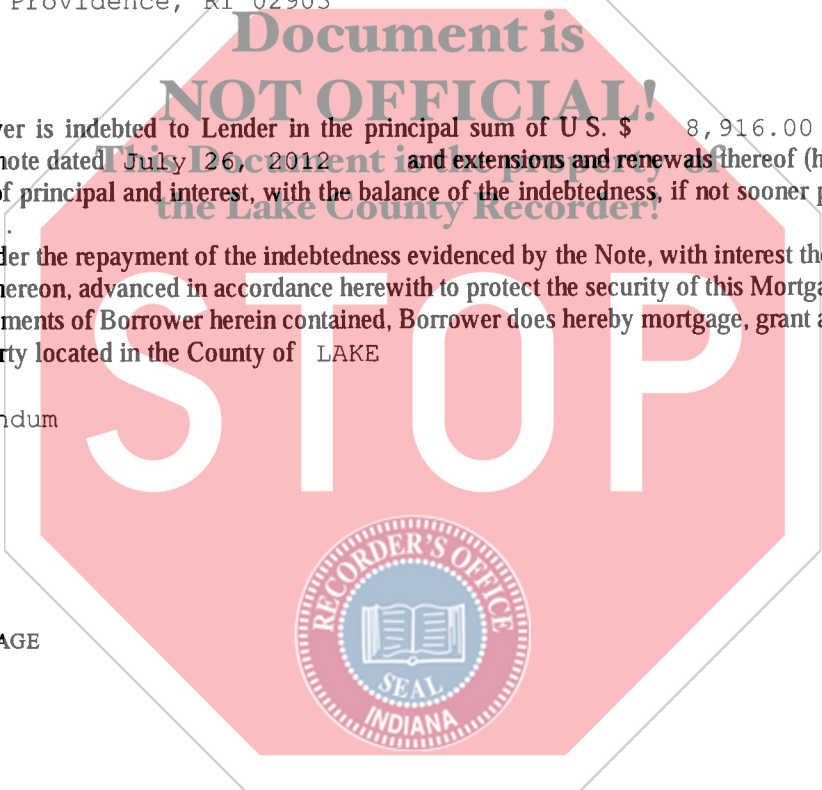 Providence, RI 02903
Document is
NOT OFFICIAL!
er is indebted to Lender in the principal sum of U S. $ 8,916.00
note dated July 26, 2012 and extensions and renewals thereof (h
This Document is the property of
of principal and interest, with the balance of the indebtedness, if not sooner p
the Lake County Recorder!
.
der the repayment of the indebtedness evidenced by the Note, with interest th
hereon, advanced in accordance herewith to protect the security of this Mortga
ments of Borrower herein contained, Borrower does hereby mortgage, grant a
rty located in the County of LAKE
STOP
ndum
RECORDER'S OFFICE
AGE
SEAL
INDIANA